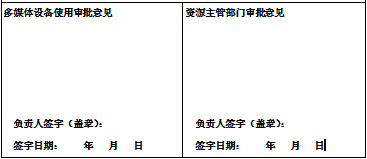 多媒体设备使用审批意见
负责人签字（盖章）：
签字日期： 年 月 日
资源主管部门审批意见
负责人签字（盖章）：
签字日期： 年 月 日